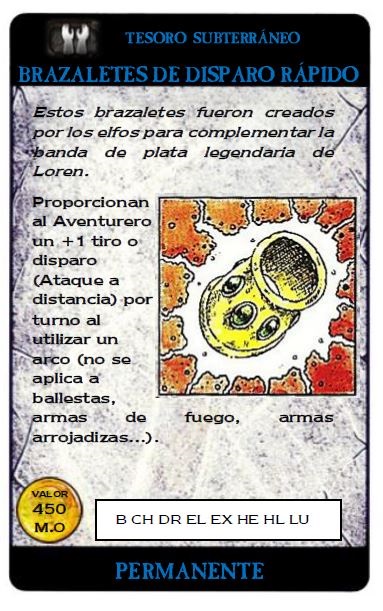 TESORO SUBTERRÁNEO
BRAZALETES DE DISPARO RÁPIDO
Estos brazaletes fueron creados
por los elfos para complementar la
banda de plata legendaria de
Loren.
Proporcionan
al Aventurero
un +1 tiro o
disparo
(Ataque a
distancia) por
turno al
utilizar un
arco (no se
aplica a
ballestas,
armas de fuego, armas
arrojadizas...).
VALOR
450
M.O
B CH DR EL EX HE HL LU
PERMANENTE